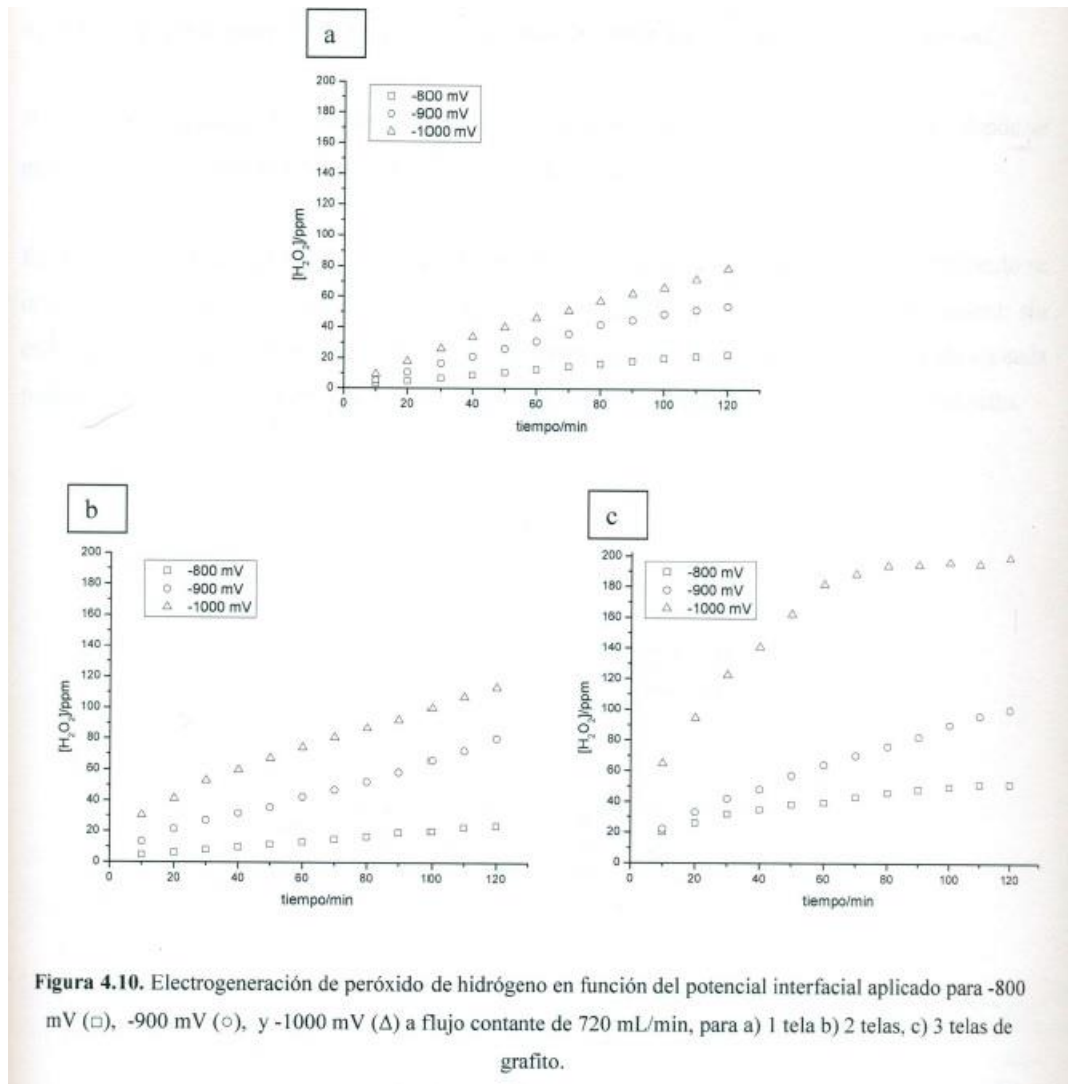 a
200
180
160
140
120
100
80
60
40
20
0
[H₂O₂]/ppm
□ -800 mV
○ -900 mV
△ -1000 mV
0 20 40 60 80 100 120
tiempo/min
b
200
180
160
140
120
100
80
60
40
20
0
[H₂O₂]/ppm
□ -800 mV
○ -900 mV
△ -1000 mV
0 20 40 60 80 100 120
tiempo/min
c
200
180
160
140
120
100
80
60
40
20
0
[H₂O₂]/ppm
□ -800 mV
○ -900 mV
△ -1000 mV
0 20 40 60 80 100 120
tiempo/min
Figura 4.10. Electrogeneración de peróxido de hidrógeno en función del potencial interfacial aplicado para -800
mV (□), -900 mV (○), y -1000 mV (Δ) a flujo contante de 720 mL/min, para a) 1 tela b) 2 telas, c) 3 telas de
grafito.